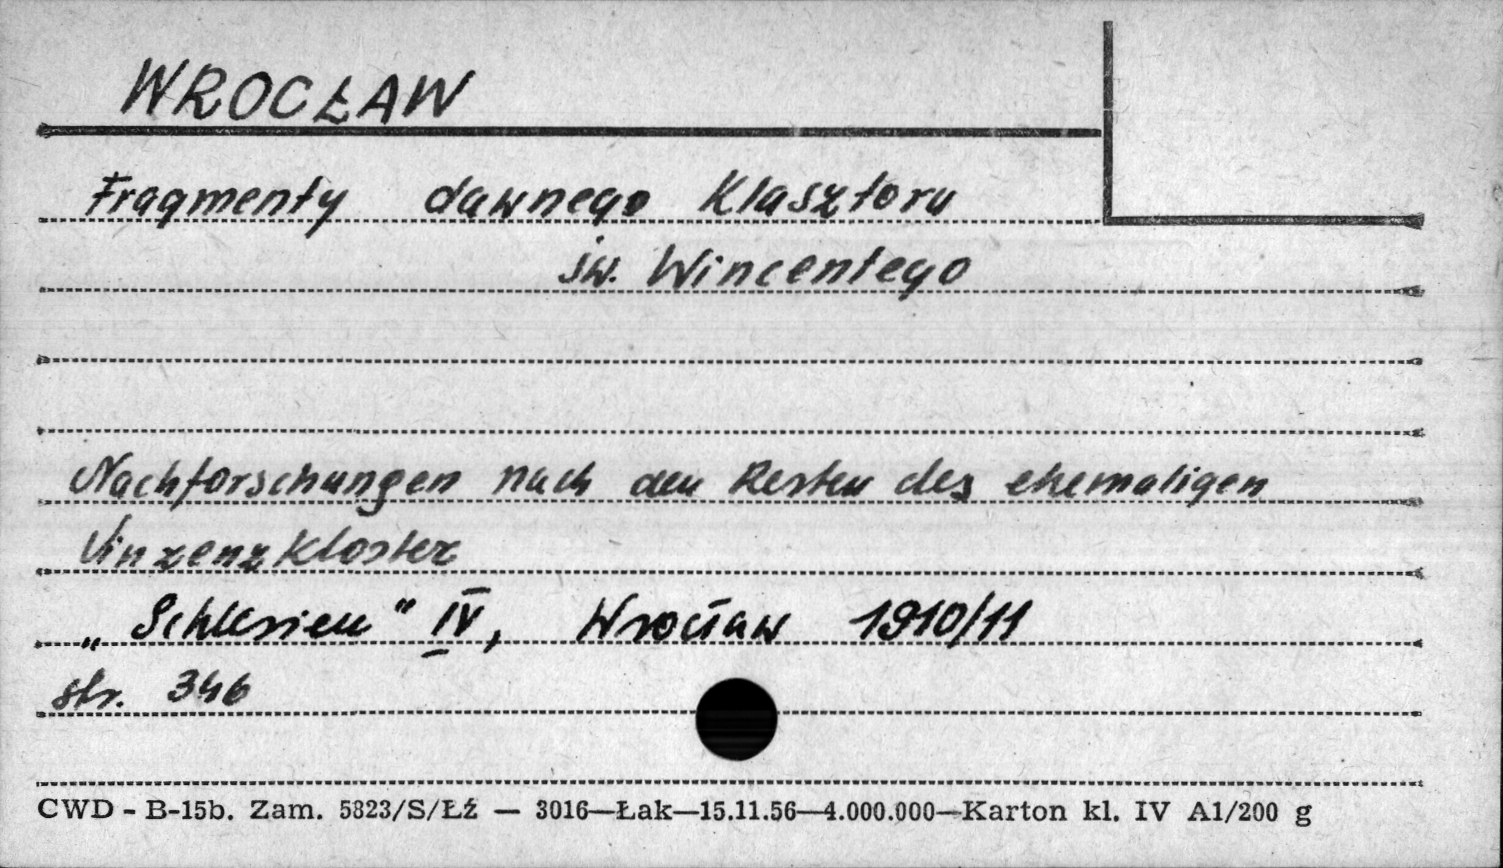 WROCŁAW
Fragmenty dawnego Klasztoru
św. Wincentego
Nachforschungen nach den Resten des ehemaligen
Vinzenzkloster
„Schlesien" IV, Wrocław 1910/11
str. 346
CWD - B-15b. Zam. 5823/S/Łź — 3016—Łak—15.11.56—4.000.000—Karton kl. IV A1/200 g